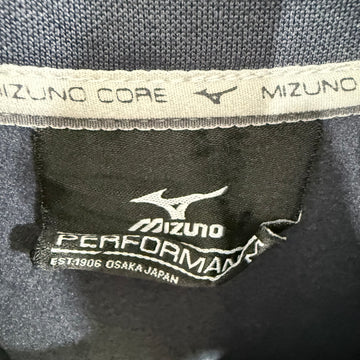 MIZUNO CORE MIZUNO
MIZUNO
PERFORMAN
EST.1906 OSAKA JAPAN